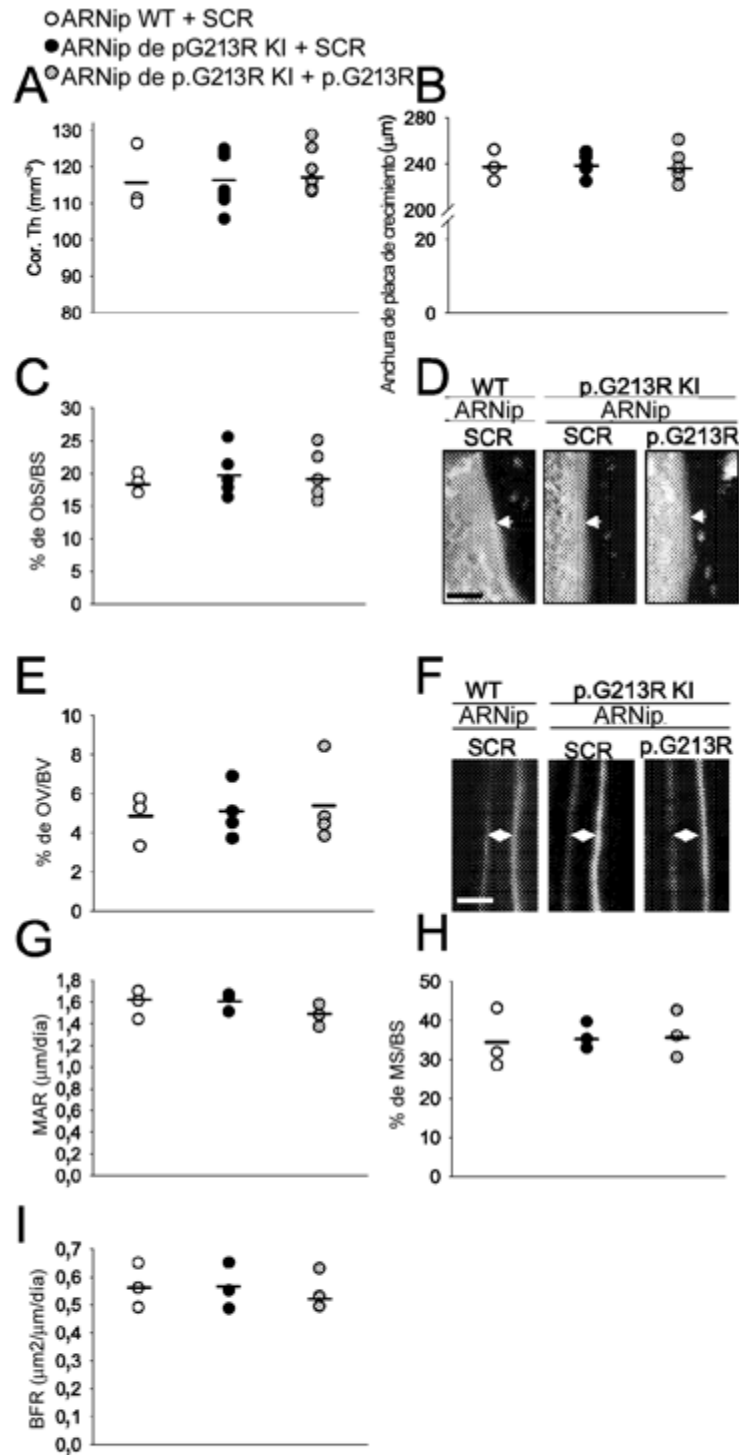 ARNip WT + SCR
ARNip de pG213R KI + SCR
ARNip de p.G213R KI + p.G213R
A
Cor. Th (mm⁻³)
130
120
110
100
90
80
B
Anchura de placa de crecimiento (µm)
280
240
200
20
0
C
% de ObS/BS
30
25
20
15
10
5
0
D
WT p.G213R KI
ARNip ARNip
SCR SCR p.G213R
E
% de OV/BV
10
8
6
4
2
0
F
WT p.G213R KI
ARNip ARNip.
SCR SCR p.G213R
G
MAR (µm/día)
1,8
1,6
1,4
1,2
1,0
0,8
0,6
0,4
0,2
0,0
H
% de MS/BS
50
40
30
20
10
0
I
BFR (µm2/µm/día)
0,7
0,6
0,5
0,4
0,3
0,2
0,1
0,0